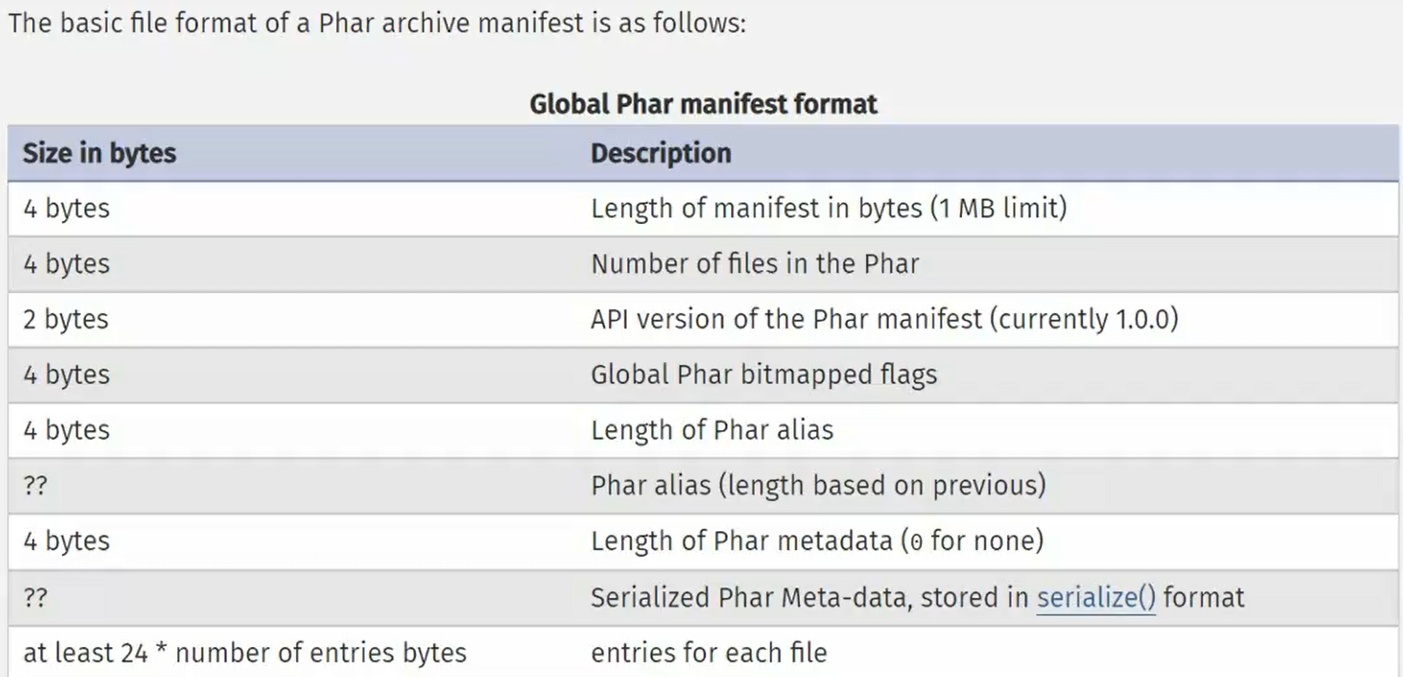 The basic file format of a Phar archive manifest is as follows:
Global Phar manifest format
Size in bytes Description
4 bytes Length of manifest in bytes (1 MB limit)
4 bytes Number of files in the Phar
2 bytes API version of the Phar manifest (currently 1.0.0)
4 bytes Global Phar bitmapped flags
4 bytes Length of Phar alias
?? Phar alias (length based on previous)
4 bytes Length of Phar metadata (0 for none)
?? Serialized Phar Meta-data, stored in serialize() format
at least 24 * number of entries bytes entries for each file